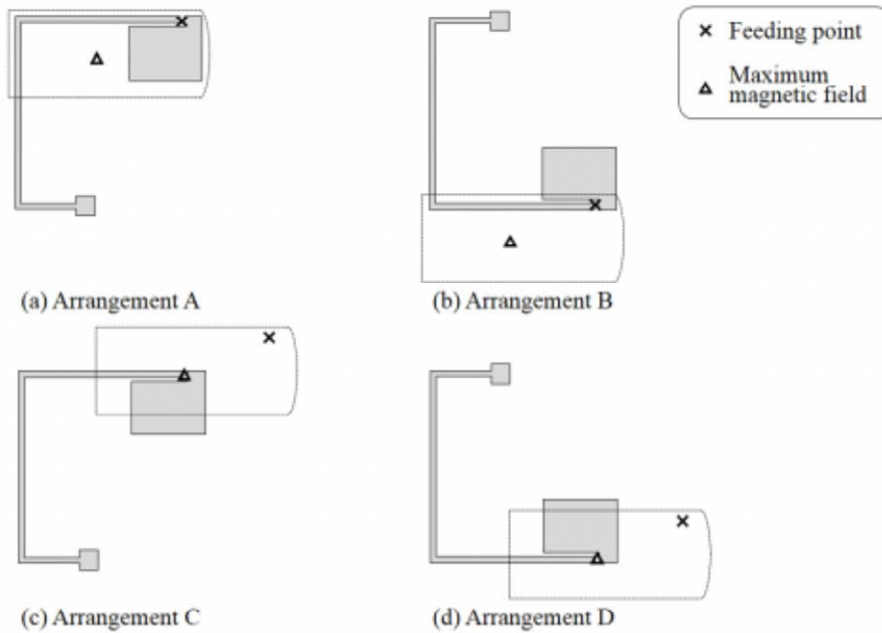 Feeding point
Maximum
magnetic field
(a) Arrangement A
(b) Arrangement B
(c) Arrangement C
(d) Arrangement D